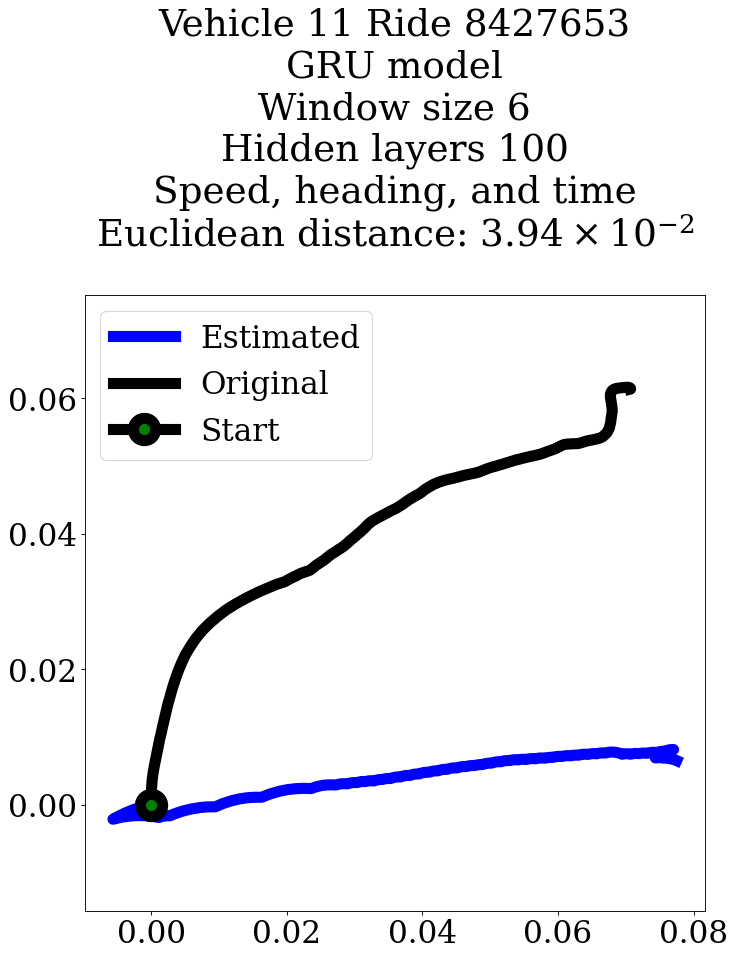 Vehicle 11 Ride 8427653
GRU model
Window size 6
Hidden layers 100
Speed, heading, and time
Euclidean distance: 3.94 × 10⁻²
Estimated
Original
Start
0.06
0.04
0.02
0.00
0.00 0.02 0.04 0.06 0.08